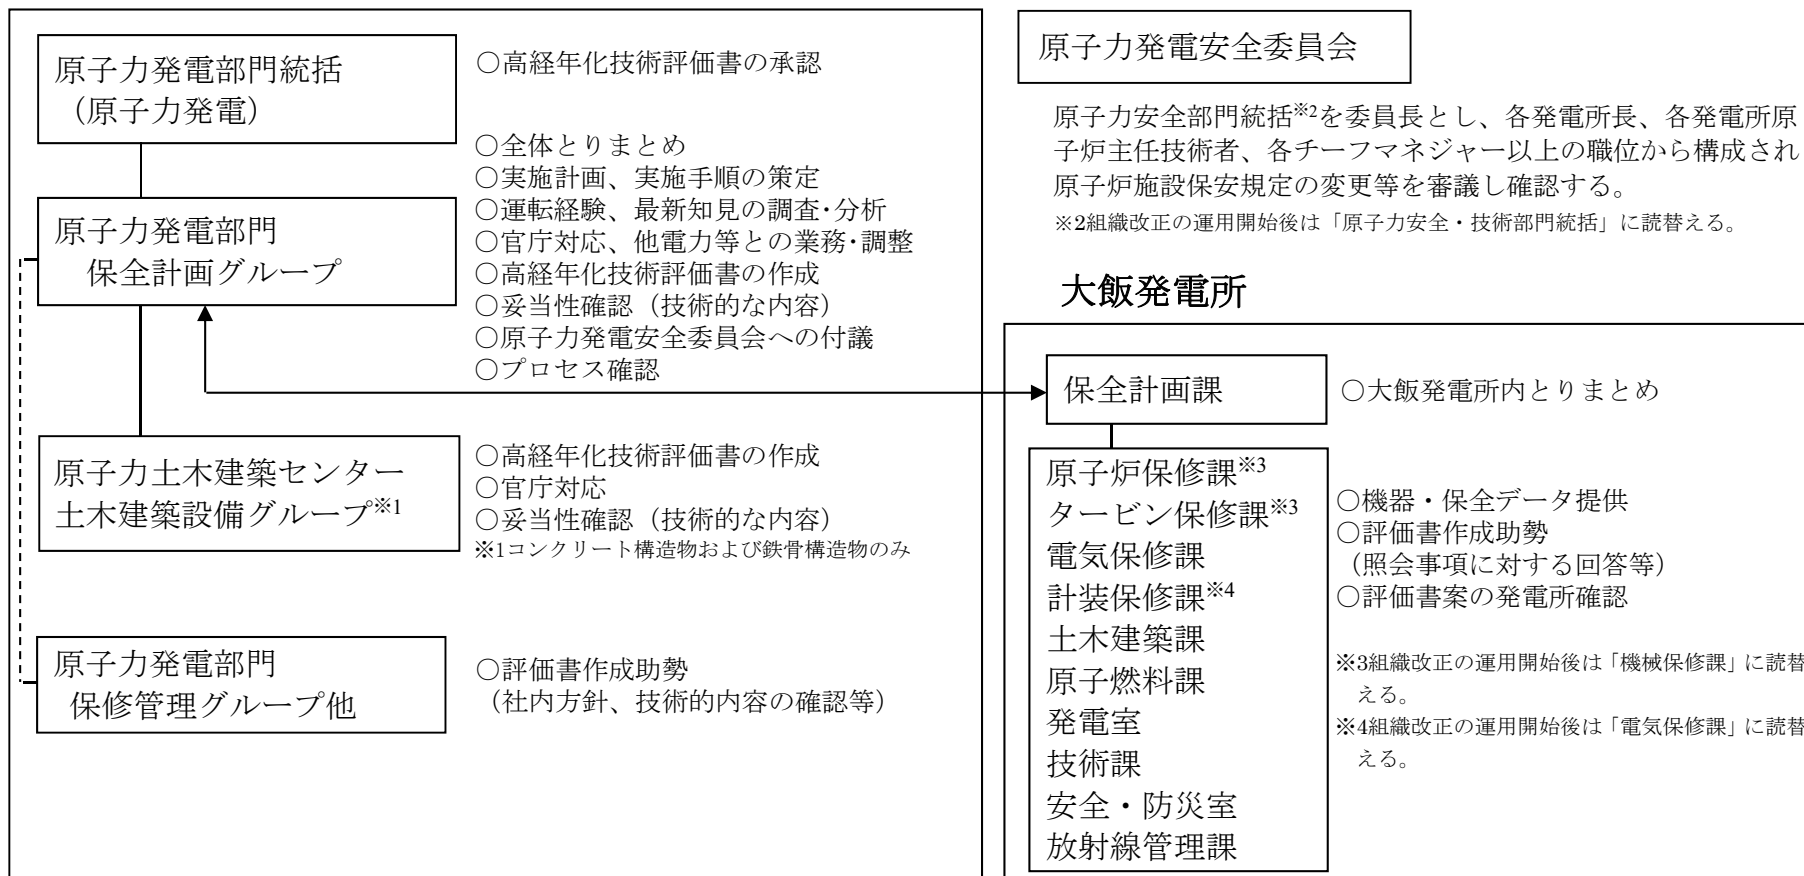 原子力発電部門統括
（原子力発電）
○高経年化技術評価書の承認
原子力発電部門
保全計画グループ
○全体とりまとめ
○実施計画、実施手順の策定
○運転経験、最新知見の調査・分析
○官庁対応、他電力等との業務・調整
○高経年化技術評価書の作成
○妥当性確認（技術的な内容）
○原子力発電安全委員会への付議
○プロセス確認
原子力土木建築センター
土木建築設備グループ※1
○高経年化技術評価書の作成
○官庁対応
○妥当性確認（技術的な内容）
※1コンクリート構造物および鉄骨構造物のみ
原子力発電部門
保修管理グループ他
○評価書作成助勢
（社内方針、技術的内容の確認等）
原子力発電安全委員会
原子力安全部門統括※2を委員長とし、各発電所長、各発電所原
子炉主任技術者、各チーフマネジャー以上の職位から構成され
原子炉施設保安規定の変更等を審議し確認する。
※2組織改正の運用開始後は「原子力安全・技術部門統括」に読替える。
大飯発電所
保全計画課
○大飯発電所内とりまとめ
原子炉保修課※3
タービン保修課※3
電気保修課
計装保修課※4
土木建築課
原子燃料課
発電室
技術課
安全・防災室
放射線管理課
○機器・保全データ提供
○評価書作成助勢
（照会事項に対する回答等）
○評価書案の発電所確認
※3組織改正の運用開始後は「機械保修課」に読替
える。
※4組織改正の運用開始後は「電気保修課」に読替
える。